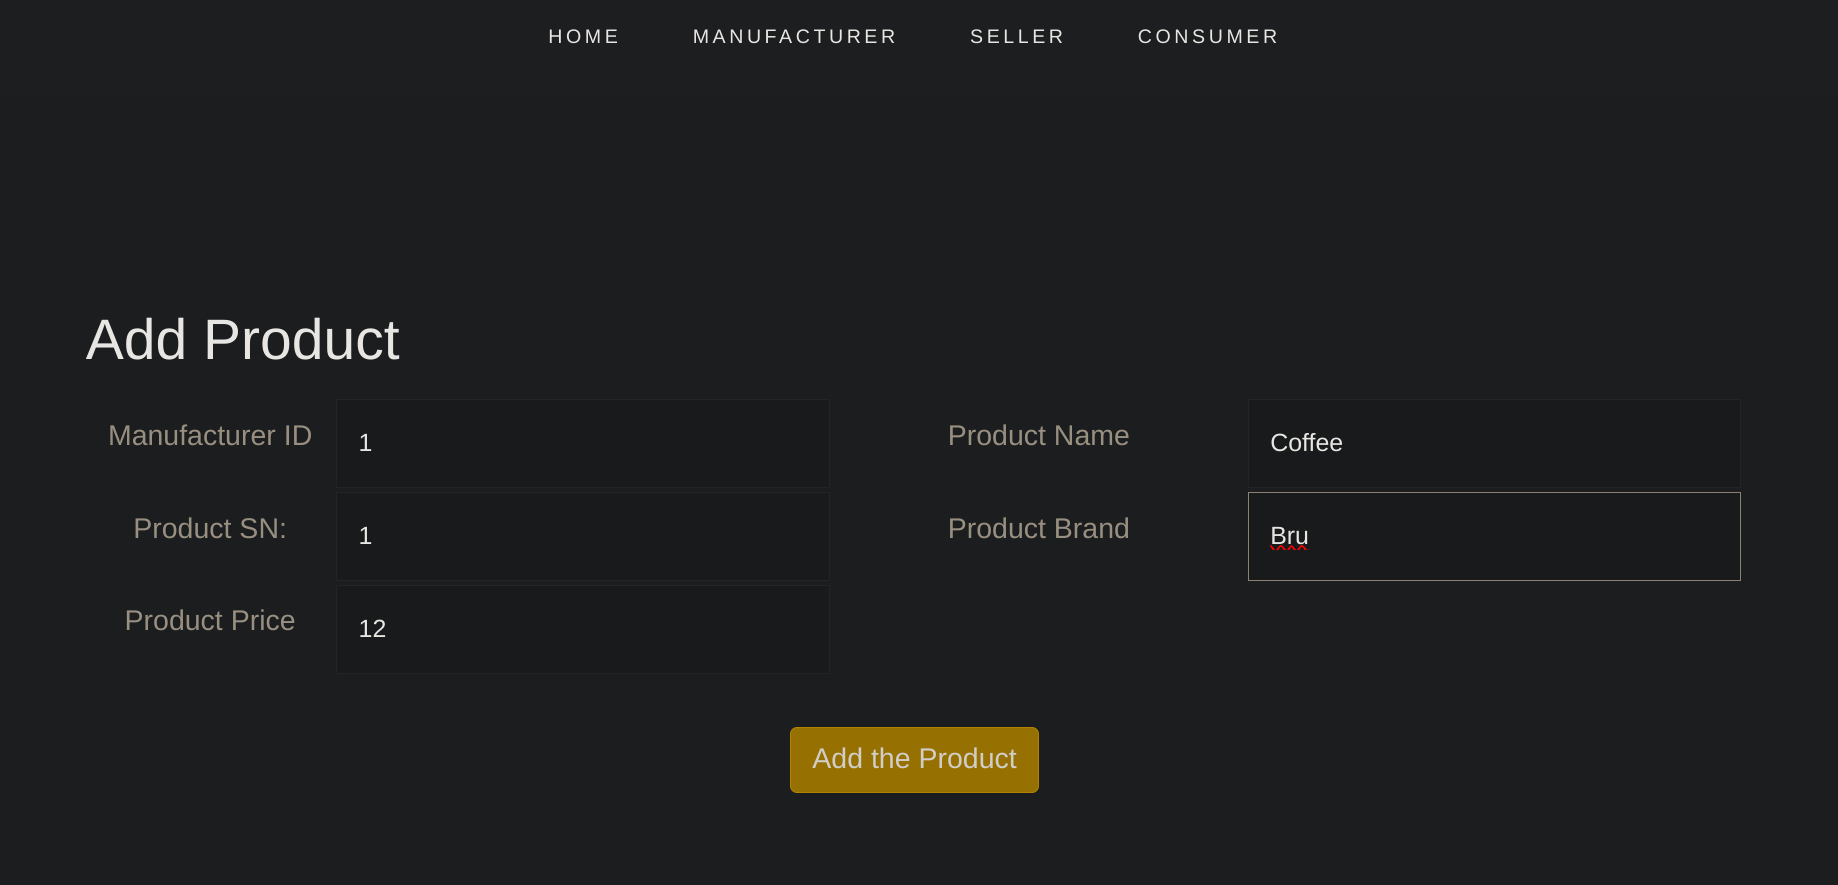 HOME MANUFACTURER SELLER CONSUMER
Add Product
Manufacturer ID 1 Product Name Coffee
Product SN: 1 Product Brand Bru
Product Price 12
Add the Product